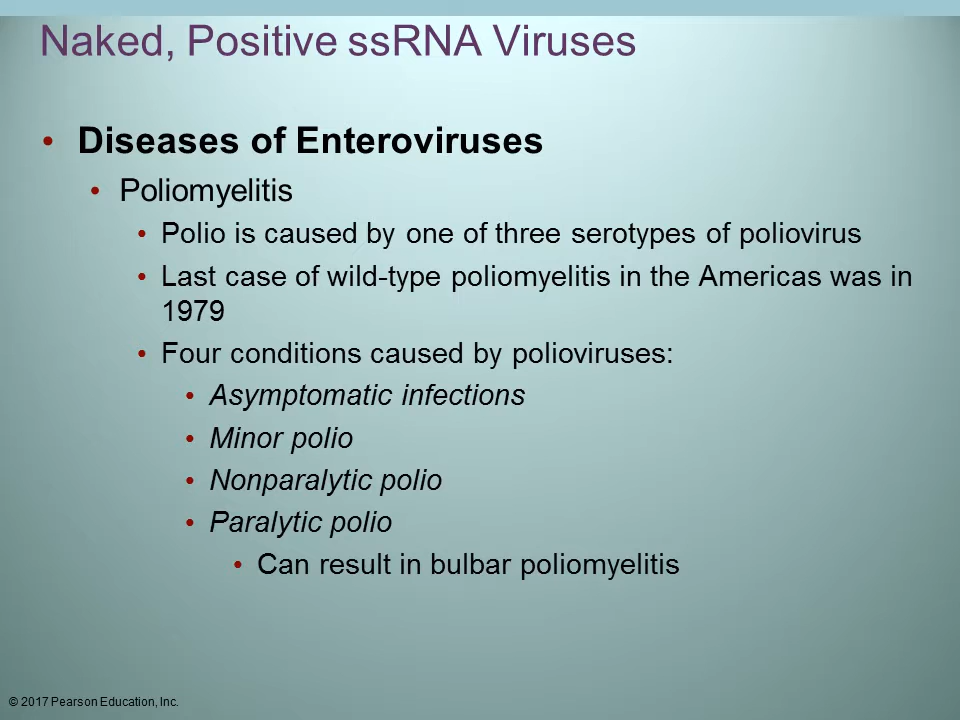 Naked, Positive ssRNA Viruses
• Diseases of Enteroviruses
• Poliomyelitis
• Polio is caused by one of three serotypes of poliovirus
• Last case of wild-type poliomyelitis in the Americas was in
1979
• Four conditions caused by polioviruses:
• Asymptomatic infections
• Minor polio
• Nonparalytic polio
• Paralytic polio
• Can result in bulbar poliomyelitis
© 2017 Pearson Education, Inc.